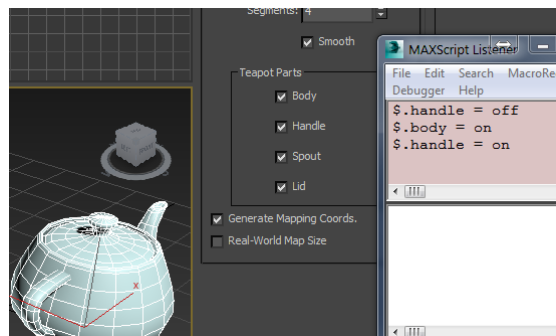 Segments: 4
Smooth
Teapot Parts
Body
Handle
Spout
Lid
Generate Mapping Coords.
Real-World Map Size
MAXScript Listener
File Edit Search MacroRe
Debugger Help
$.handle = off
$.body = on
$.handle = on
x